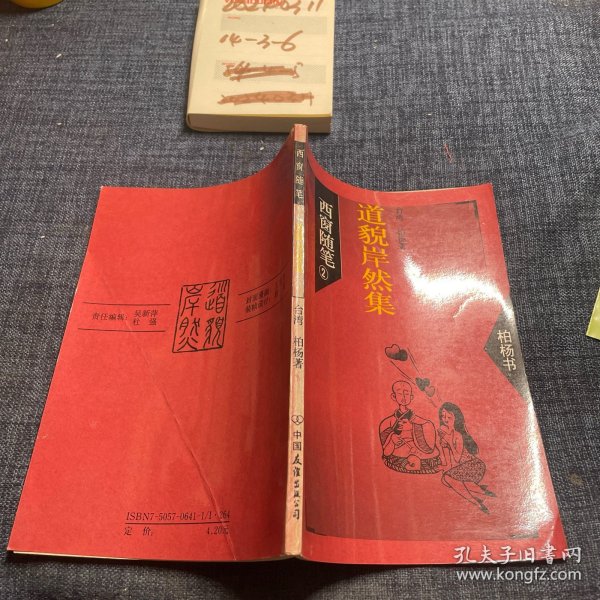 14-3-6
西窗随笔
台湾 柏杨著
中国友谊出版公司
西窗随笔②
道貌岸然集
柏杨书
道貌岸然
责任编辑：吴新华
杜强
ISBN7-5057-0641-1/I·264
定价: 4.20元
孔夫子旧书网
www.kongfz.com